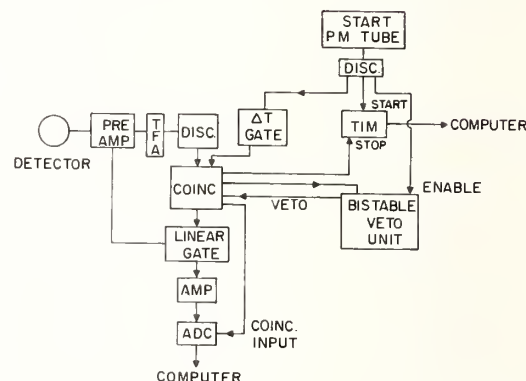 START
PM TUBE
DISC.
START
TIM
STOP
COMPUTER
ΔT
GATE
PRE
AMP
T
F
A
DISC.
DETECTOR
COINC
VETO
ENABLE
BISTABLE
VETO
UNIT
LINEAR
GATE
AMP
ADC
COINC.
INPUT
COMPUTER